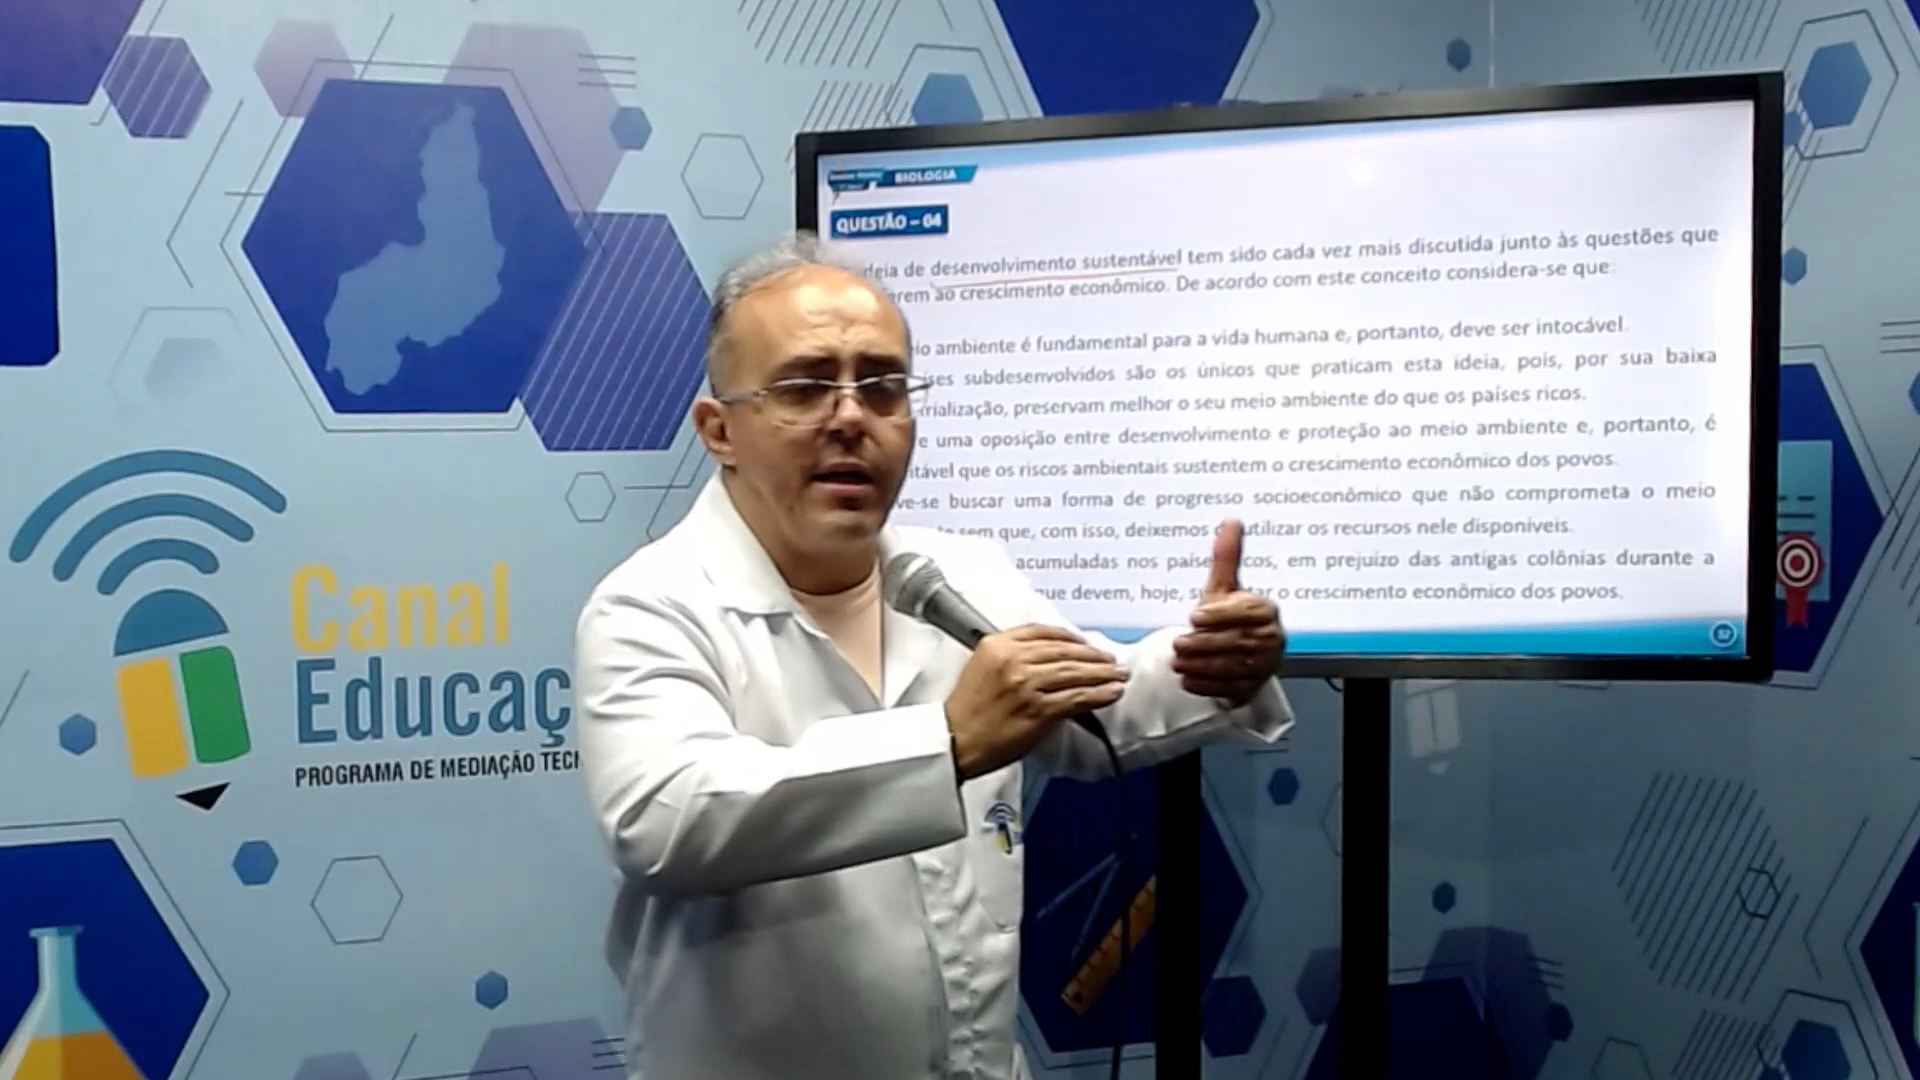 BIOLOGIA
QUESTÃO – 04
deia de desenvolvimento sustentável tem sido cada vez mais discutida junto às questões que
erem ao crescimento econômico. De acordo com este conceito considera-se que:
io ambiente é fundamental para a vida humana e, portanto, deve ser intocável.
ses subdesenvolvidos são os únicos que praticam esta ideia, pois, por sua baixa
rialização, preservam melhor o seu meio ambiente do que os países ricos.
e uma oposição entre desenvolvimento e proteção ao meio ambiente e, portanto, é
itável que os riscos ambientais sustentem o crescimento econômico dos povos.
ve-se buscar uma forma de progresso socioeconômico que não comprometa o meio
sem que, com isso, deixemos utilizar os recursos nele disponíveis.
acumuladas nos países cos, em prejuízo das antigas colônias durante a
ue devem, hoje, ar o crescimento econômico dos povos.
32
Canal
Educaç
PROGRAMA DE MEDIAÇÃO TEC